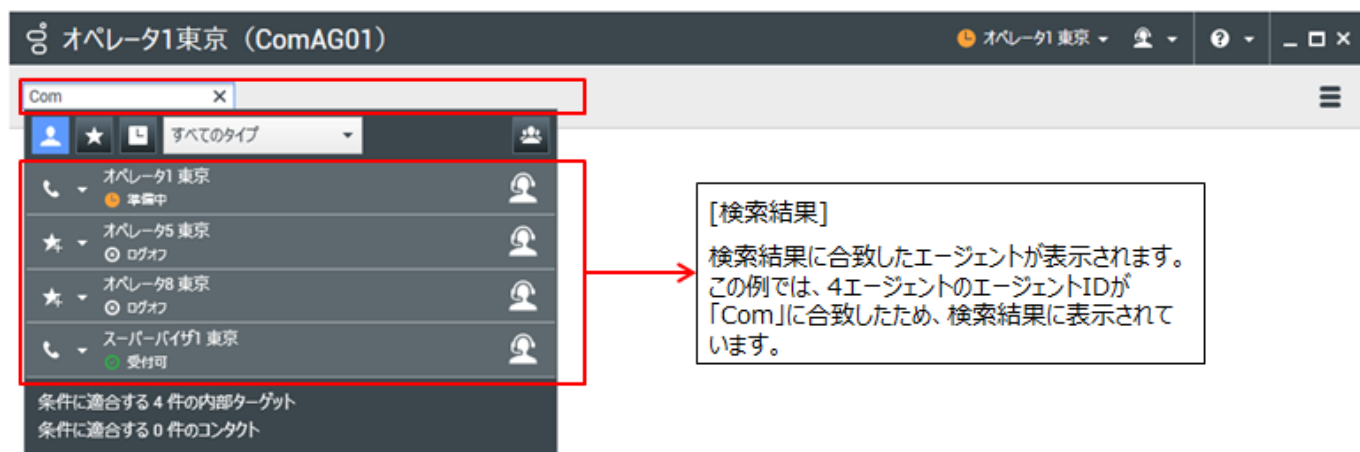 オペレータ1東京（ComAG01）
オペレータ1 東京
Com
すべてのタイプ
オペレータ1 東京
準備中
オペレータ5 東京
ログオフ
オペレータ8 東京
ログオフ
スーパーバイザ1 東京
受付可
条件に適合する 4 件の内部ターゲット
条件に適合する 0 件のコンタクト
[検索結果]
検索結果に合致したエージェントが表示されます。
この例では、4エージェントのエージェントIDが
「Com」に合致したため、検索結果に表示されて
います。